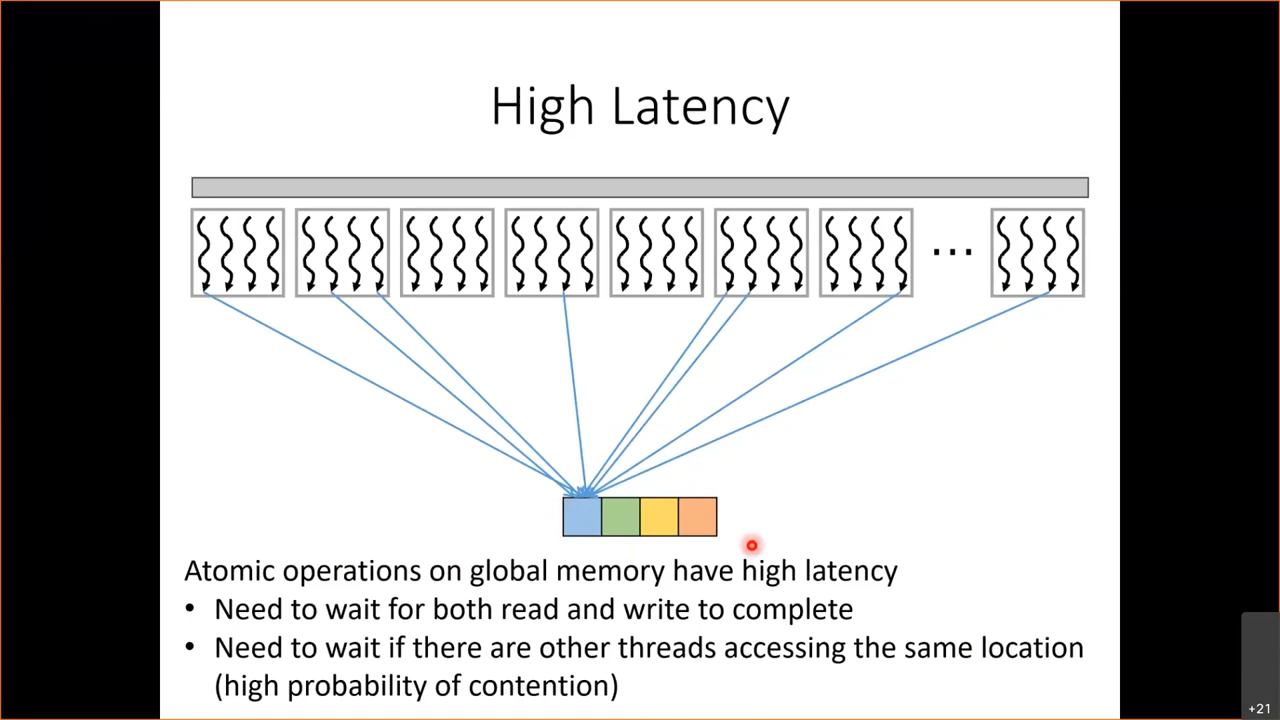 High Latency
...
Atomic operations on global memory have high latency
• Need to wait for both read and write to complete
• Need to wait if there are other threads accessing the same location
(high probability of contention)
+21